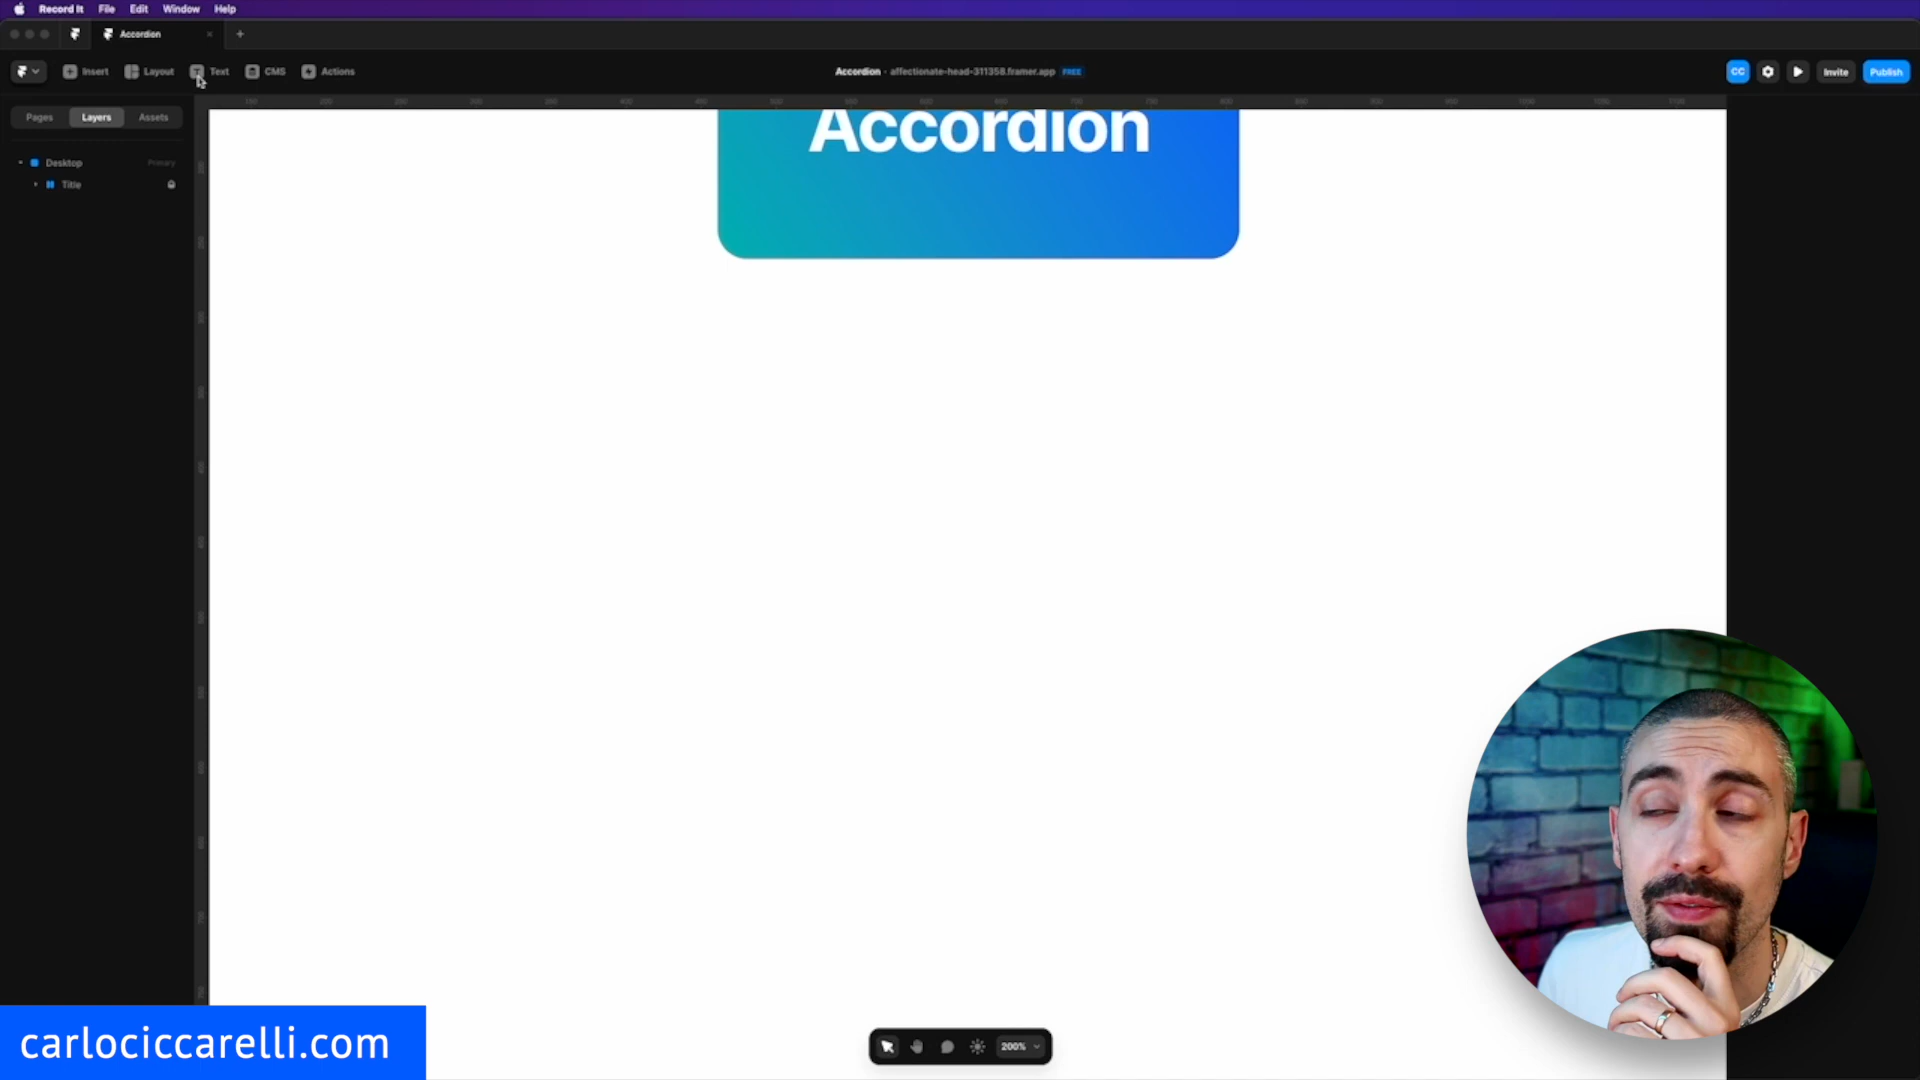 Record It File Edit Window Help
Accordion
Insert Layout Text CMS Actions
Accordion · affectionate-head-311358.framer.app FREE
CC Invite Publish
Pages Layers Assets
Desktop Primary
Title
Accordion
200%
carlociccarelli.com